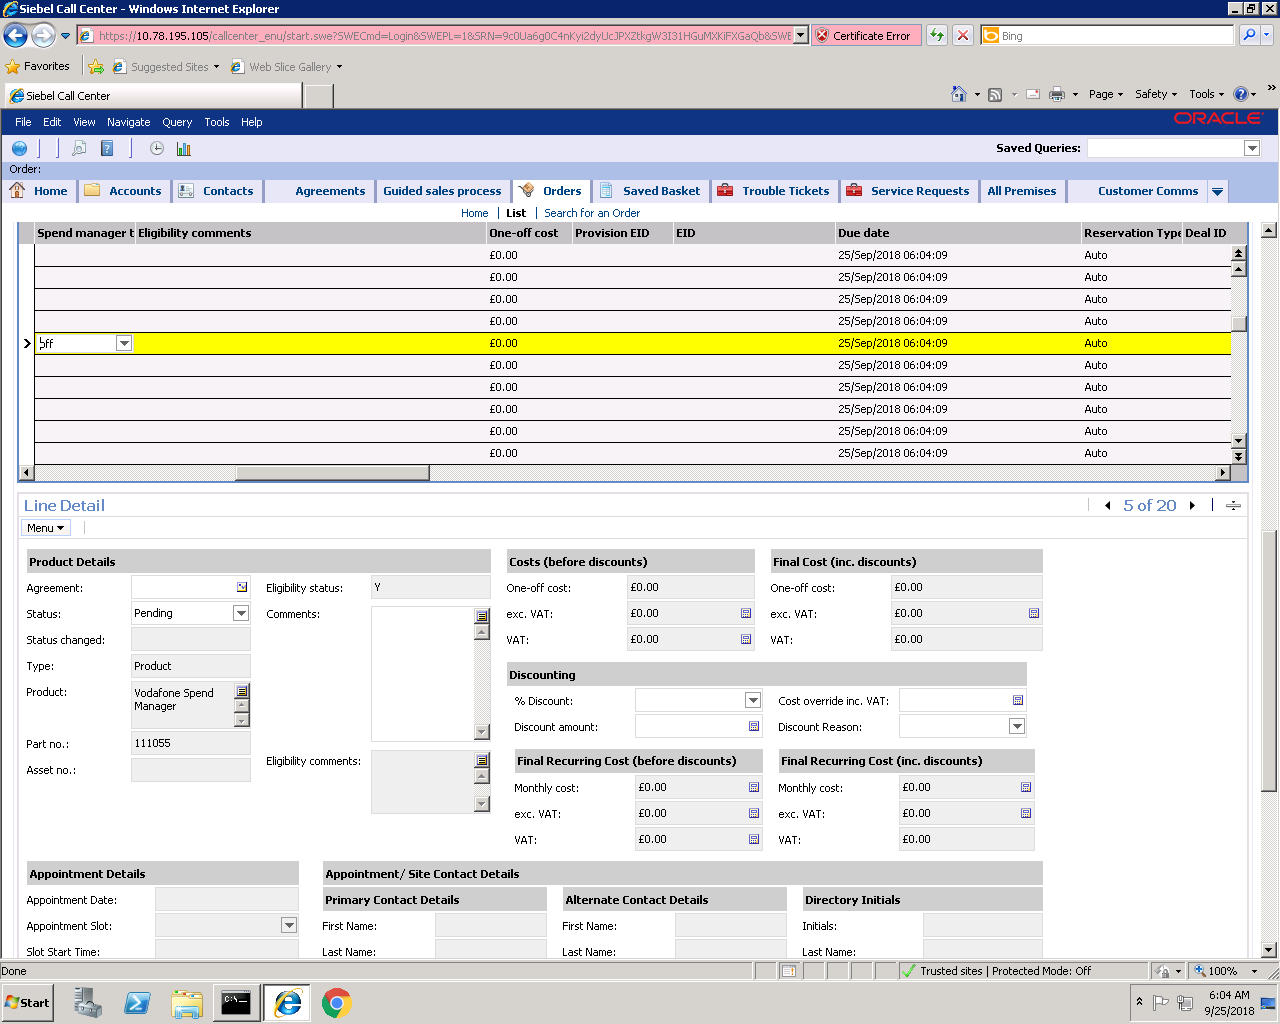 Siebel Call Center - Windows Internet Explorer
https://10.78.195.105/callcenter_enu/start.swe?SWECmd=Login&SWEPL=1&SRN=
Certificate Error
Bing
Favorites
Suggested Sites
Web Slice Gallery
Siebel Call Center
Page
Safety
Tools
File Edit View Navigate Query Tools Help
ORACLE
Saved Queries:
Order:
Home Accounts Contacts Agreements Guided sales process Orders Saved Basket Trouble Tickets Service Requests All Premises Customer Comms
Home | List | Search for an Order
Spend manager t Eligibility comments One-off cost Provision EID EID Due date Reservation Type Deal ID
£0.00 25/Sep/2018 06:04:09 Auto
£0.00 25/Sep/2018 06:04:09 Auto
£0.00 25/Sep/2018 06:04:09 Auto
£0.00 25/Sep/2018 06:04:09 Auto
off £0.00 25/Sep/2018 06:04:09 Auto
£0.00 25/Sep/2018 06:04:09 Auto
£0.00 25/Sep/2018 06:04:09 Auto
£0.00 25/Sep/2018 06:04:09 Auto
£0.00 25/Sep/2018 06:04:09 Auto
£0.00 25/Sep/2018 06:04:09 Auto
Line Detail
5 of 20
Menu
Product Details
Agreement:
Status: Pending
Status changed:
Type: Product
Product: Vodafone Spend
Manager
Part no.: 111055
Asset no.:
Eligibility status: Y
Comments:
Eligibility comments:
Costs (before discounts)
One-off cost: £0.00
exc. VAT: £0.00
VAT: £0.00
Final Cost (inc. discounts)
One-off cost: £0.00
exc. VAT: £0.00
VAT: £0.00
Discounting
% Discount:
Cost override inc. VAT:
Discount amount:
Discount Reason:
Final Recurring Cost (before discounts)
Monthly cost: £0.00
exc. VAT: £0.00
VAT: £0.00
Final Recurring Cost (inc. discounts)
Monthly cost: £0.00
exc. VAT: £0.00
VAT: £0.00
Appointment Details
Appointment Date:
Appointment Slot:
Slot Start Time:
Appointment/ Site Contact Details
Primary Contact Details
First Name:
Last Name:
Alternate Contact Details
First Name:
Last Name:
Directory Initials
Initials:
Last Name:
Done
Trusted sites | Protected Mode: Off
100%
Start
6:04 AM
9/25/2018